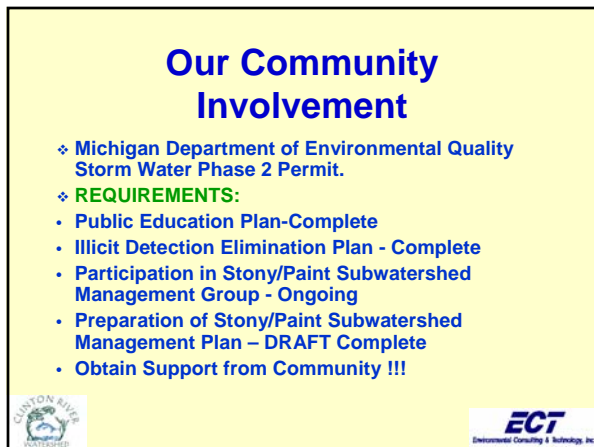 Our Community
Involvement
❖ Michigan Department of Environmental Quality
Storm Water Phase 2 Permit.
❖ REQUIREMENTS:
• Public Education Plan-Complete
• Illicit Detection Elimination Plan - Complete
• Participation in Stony/Paint Subwatershed
Management Group - Ongoing
• Preparation of Stony/Paint Subwatershed
Management Plan – DRAFT Complete
• Obtain Support from Community !!!
CLINTON RIVER
WATERSHED
ECT
Environmental Consulting & Technology, Inc.